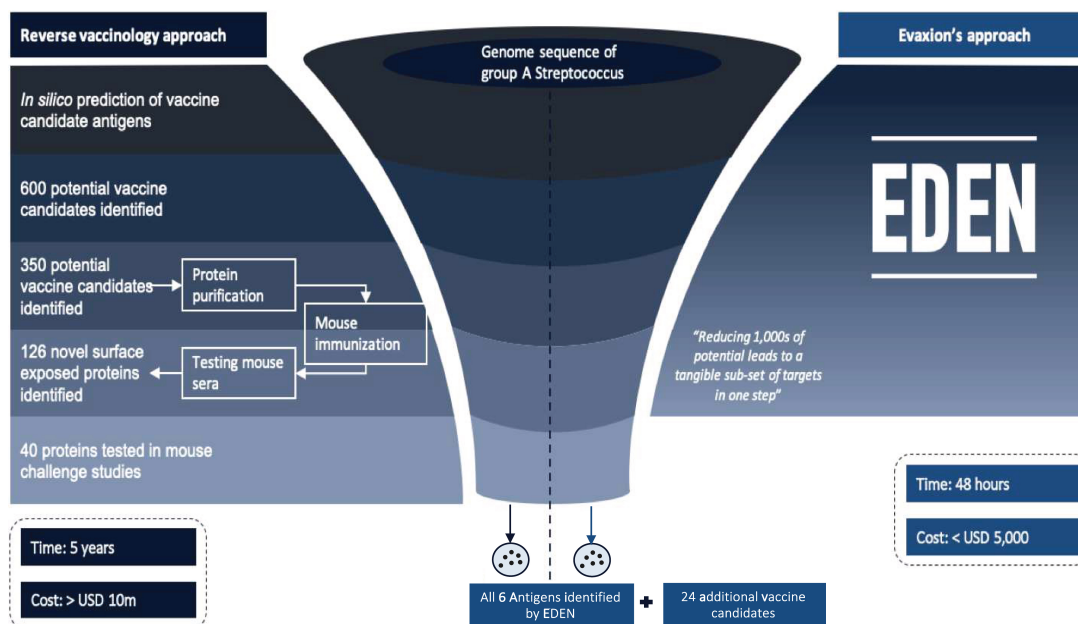 Reverse vaccinology approach
In silico prediction of vaccine
candidate antigens
600 potential vaccine
candidates identified
350 potential
vaccine candidates
identified
Protein
purification
Mouse
immunization
126 novel surface
exposed proteins
identified
Testing mouse
sera
40 proteins tested in mouse
challenge studies
Time: 5 years
Cost: > USD 10m
Genome sequence of
group A Streptococcus
Evaxion's approach
EDEN
"Reducing 1,000s of
potential leads to a
tangible sub-set of targets
in one step"
Time: 48 hours
Cost: < USD 5,000
All 6 Antigens identified
by EDEN
+
24 additional vaccine
candidates